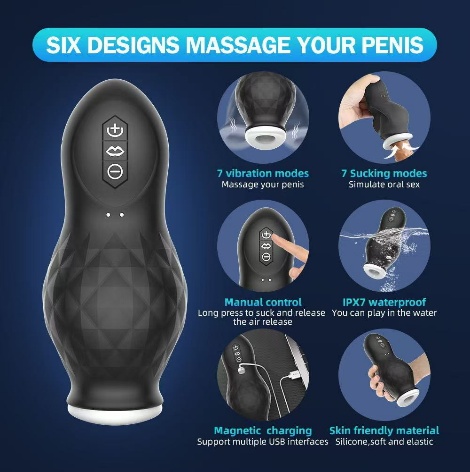 SIX DESIGNS MASSAGE YOUR PENIS
7 vibration modes
Massage your penis
7 Sucking modes
Simulate oral sex
Manual control
Long press to suck and release
the air release
IPX7 waterproof
You can play in the water
Magnetic charging
Support multiple USB interfaces
Skin friendly material
Silicone,soft and elastic